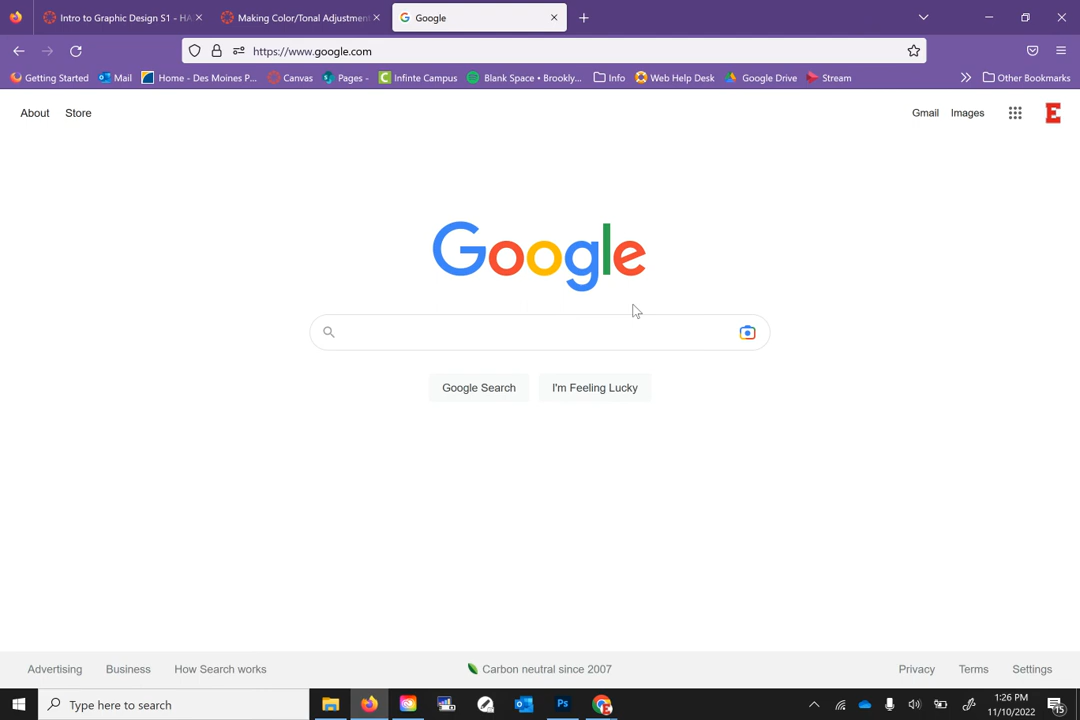 Intro to Graphic Design S1 - HA
Making Color/Tonal Adjustment
Google
https://www.google.com
Getting Started
Mail
Home - Des Moines P...
Canvas
Pages -
Infinte Campus
Blank Space • Brookly...
Info
Web Help Desk
Google Drive
Stream
Other Bookmarks
About
Store
Gmail
Images
E
Google
Google Search
I'm Feeling Lucky
Advertising
Business
How Search works
Carbon neutral since 2007
Privacy
Terms
Settings
Type here to search
Ps
1:26 PM
11/10/2022
15